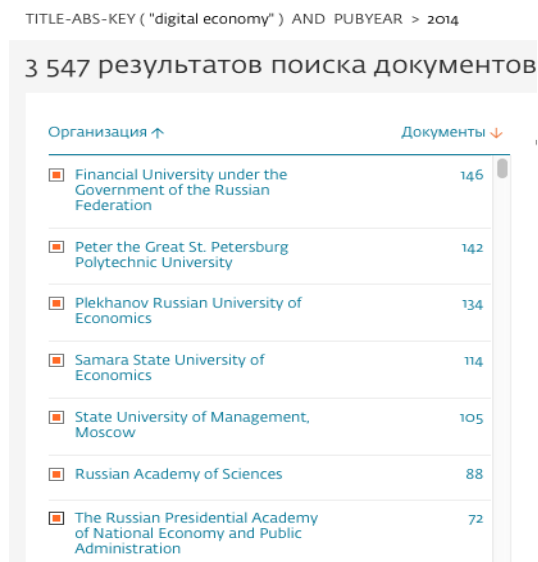 TITLE-ABS-KEY ( "digital economy" ) AND PUBYEAR > 2014
3 547 результатов поиска документов
Организация ↑ Документы ↓
Financial University under the 146
Government of the Russian
Federation
Peter the Great St. Petersburg 142
Polytechnic University
Plekhanov Russian University of 134
Economics
Samara State University of 114
Economics
State University of Management, 105
Moscow
Russian Academy of Sciences 88
The Russian Presidential Academy 72
of National Economy and Public
Administration